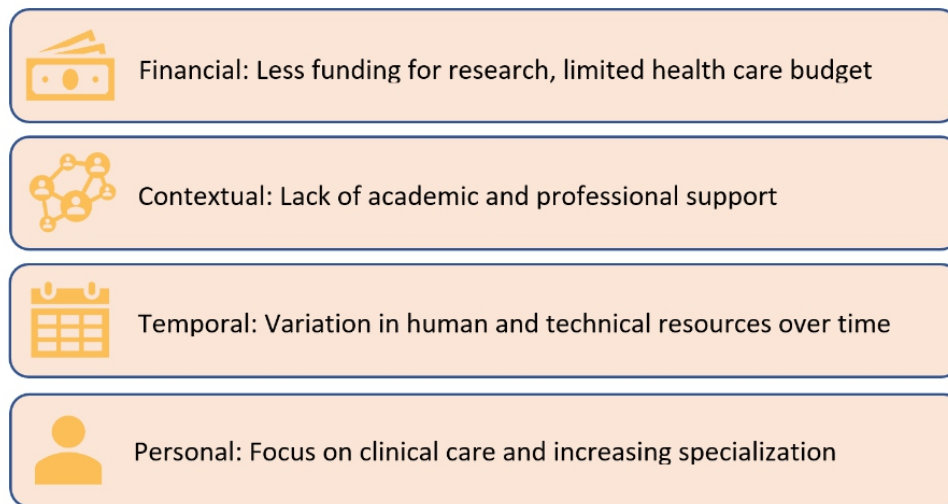 Financial: Less funding for research, limited health care budget
Contextual: Lack of academic and professional support
Temporal: Variation in human and technical resources over time
Personal: Focus on clinical care and increasing specialization